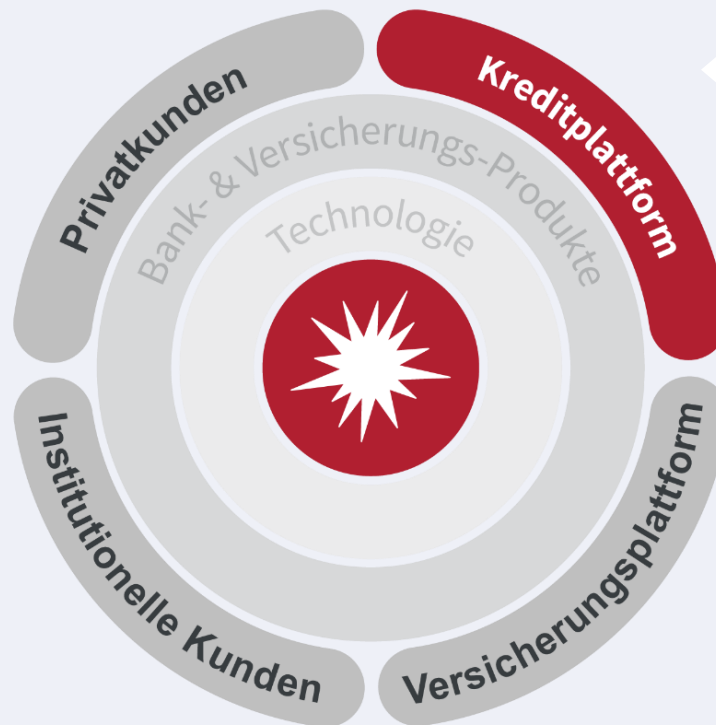 Privatkunden
Kreditplattform
Bank- & Versicherungs-Produkte
Technologie
Institutionelle Kunden
Versicherungsplattform